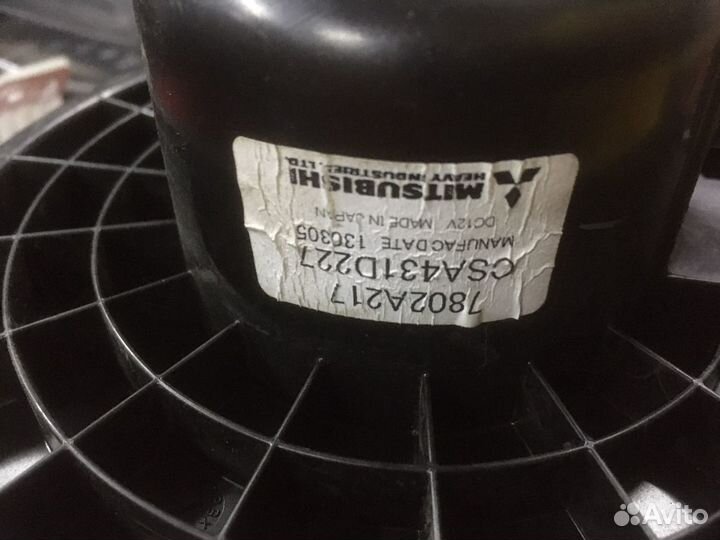 7802A217
CSA431D227
MANUFAC.DATE 130305
DC12V MADE IN JAPAN
MITSUBISHI
HEAVY INDUSTRIES, LTD.
Avito